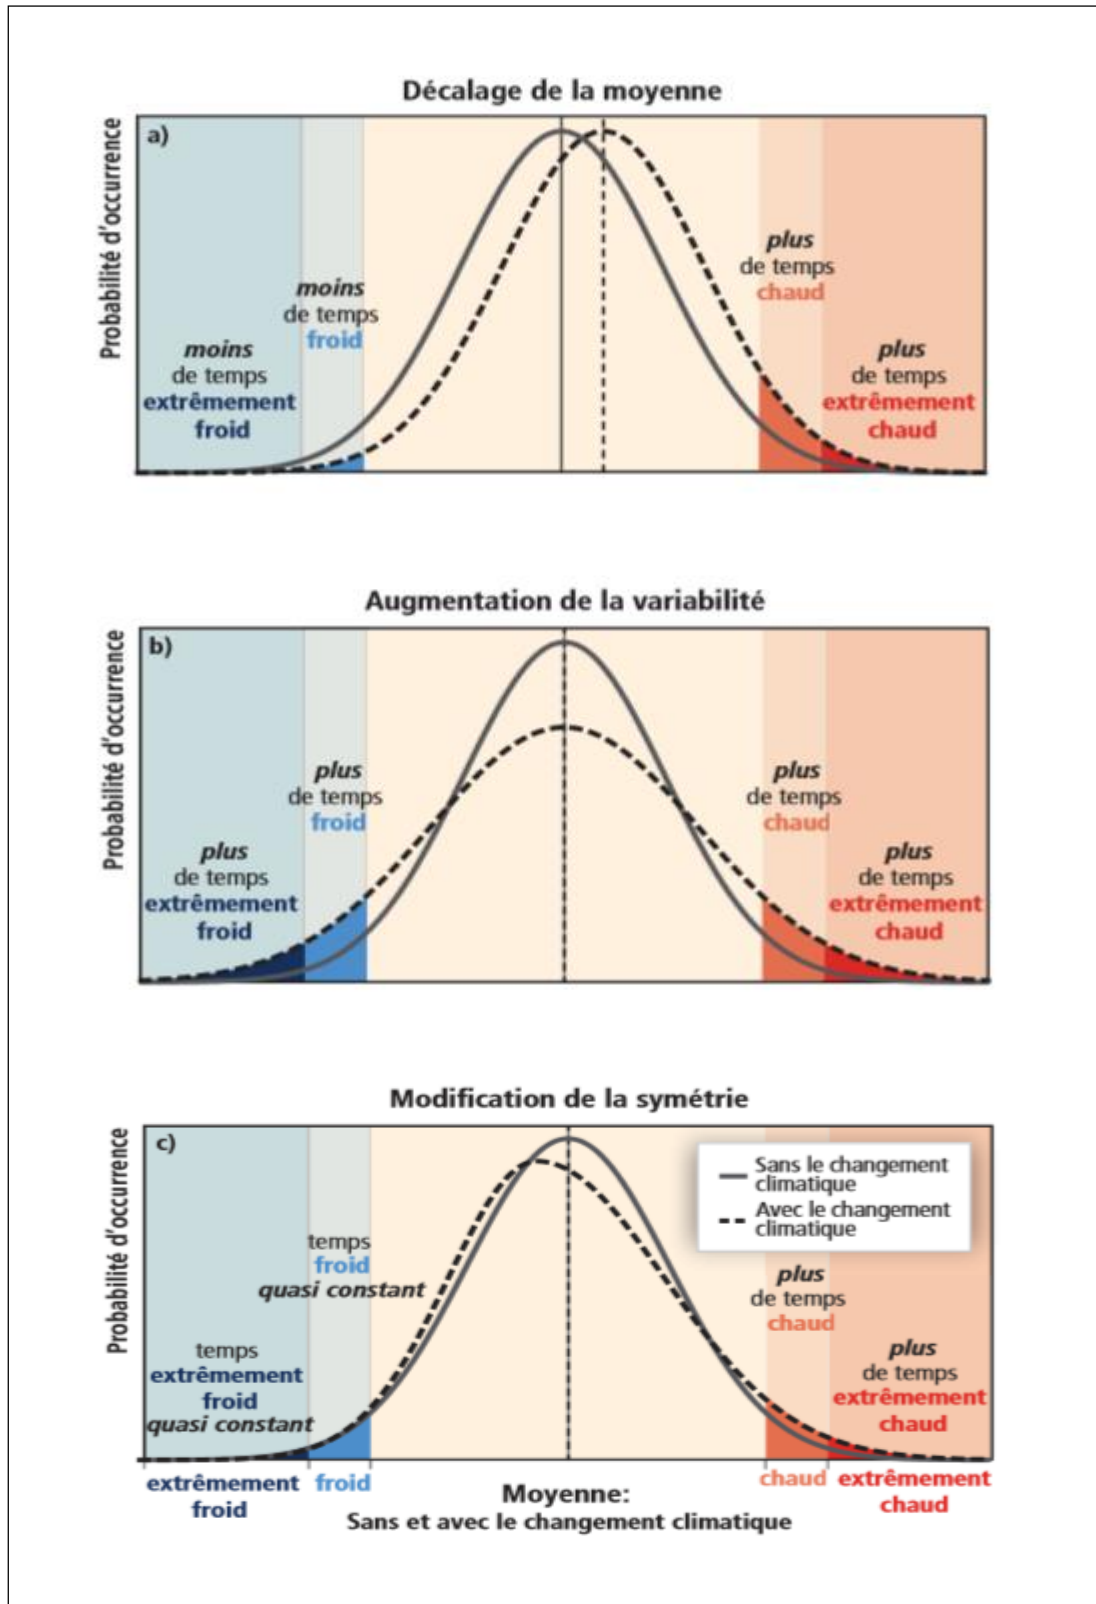 Décalage de la moyenne
a)
Probabilité d'occurrence
moins
de temps
extrêmement
froid
moins
de temps
froid
plus
de temps
chaud
plus
de temps
extrêmement
chaud
Augmentation de la variabilité
b)
Probabilité d'occurrence
plus
de temps
extrêmement
froid
plus
de temps
froid
plus
de temps
chaud
plus
de temps
extrêmement
chaud
Modification de la symétrie
c)
Probabilité d'occurrence
Sans le changement
climatique
Avec le changement
climatique
temps
extrêmement
froid
quasi constant
temps
froid
quasi constant
plus
de temps
chaud
plus
de temps
extrêmement
chaud
extrêmement
froid
froid
chaud
extrêmement
chaud
Moyenne:
Sans et avec le changement climatique